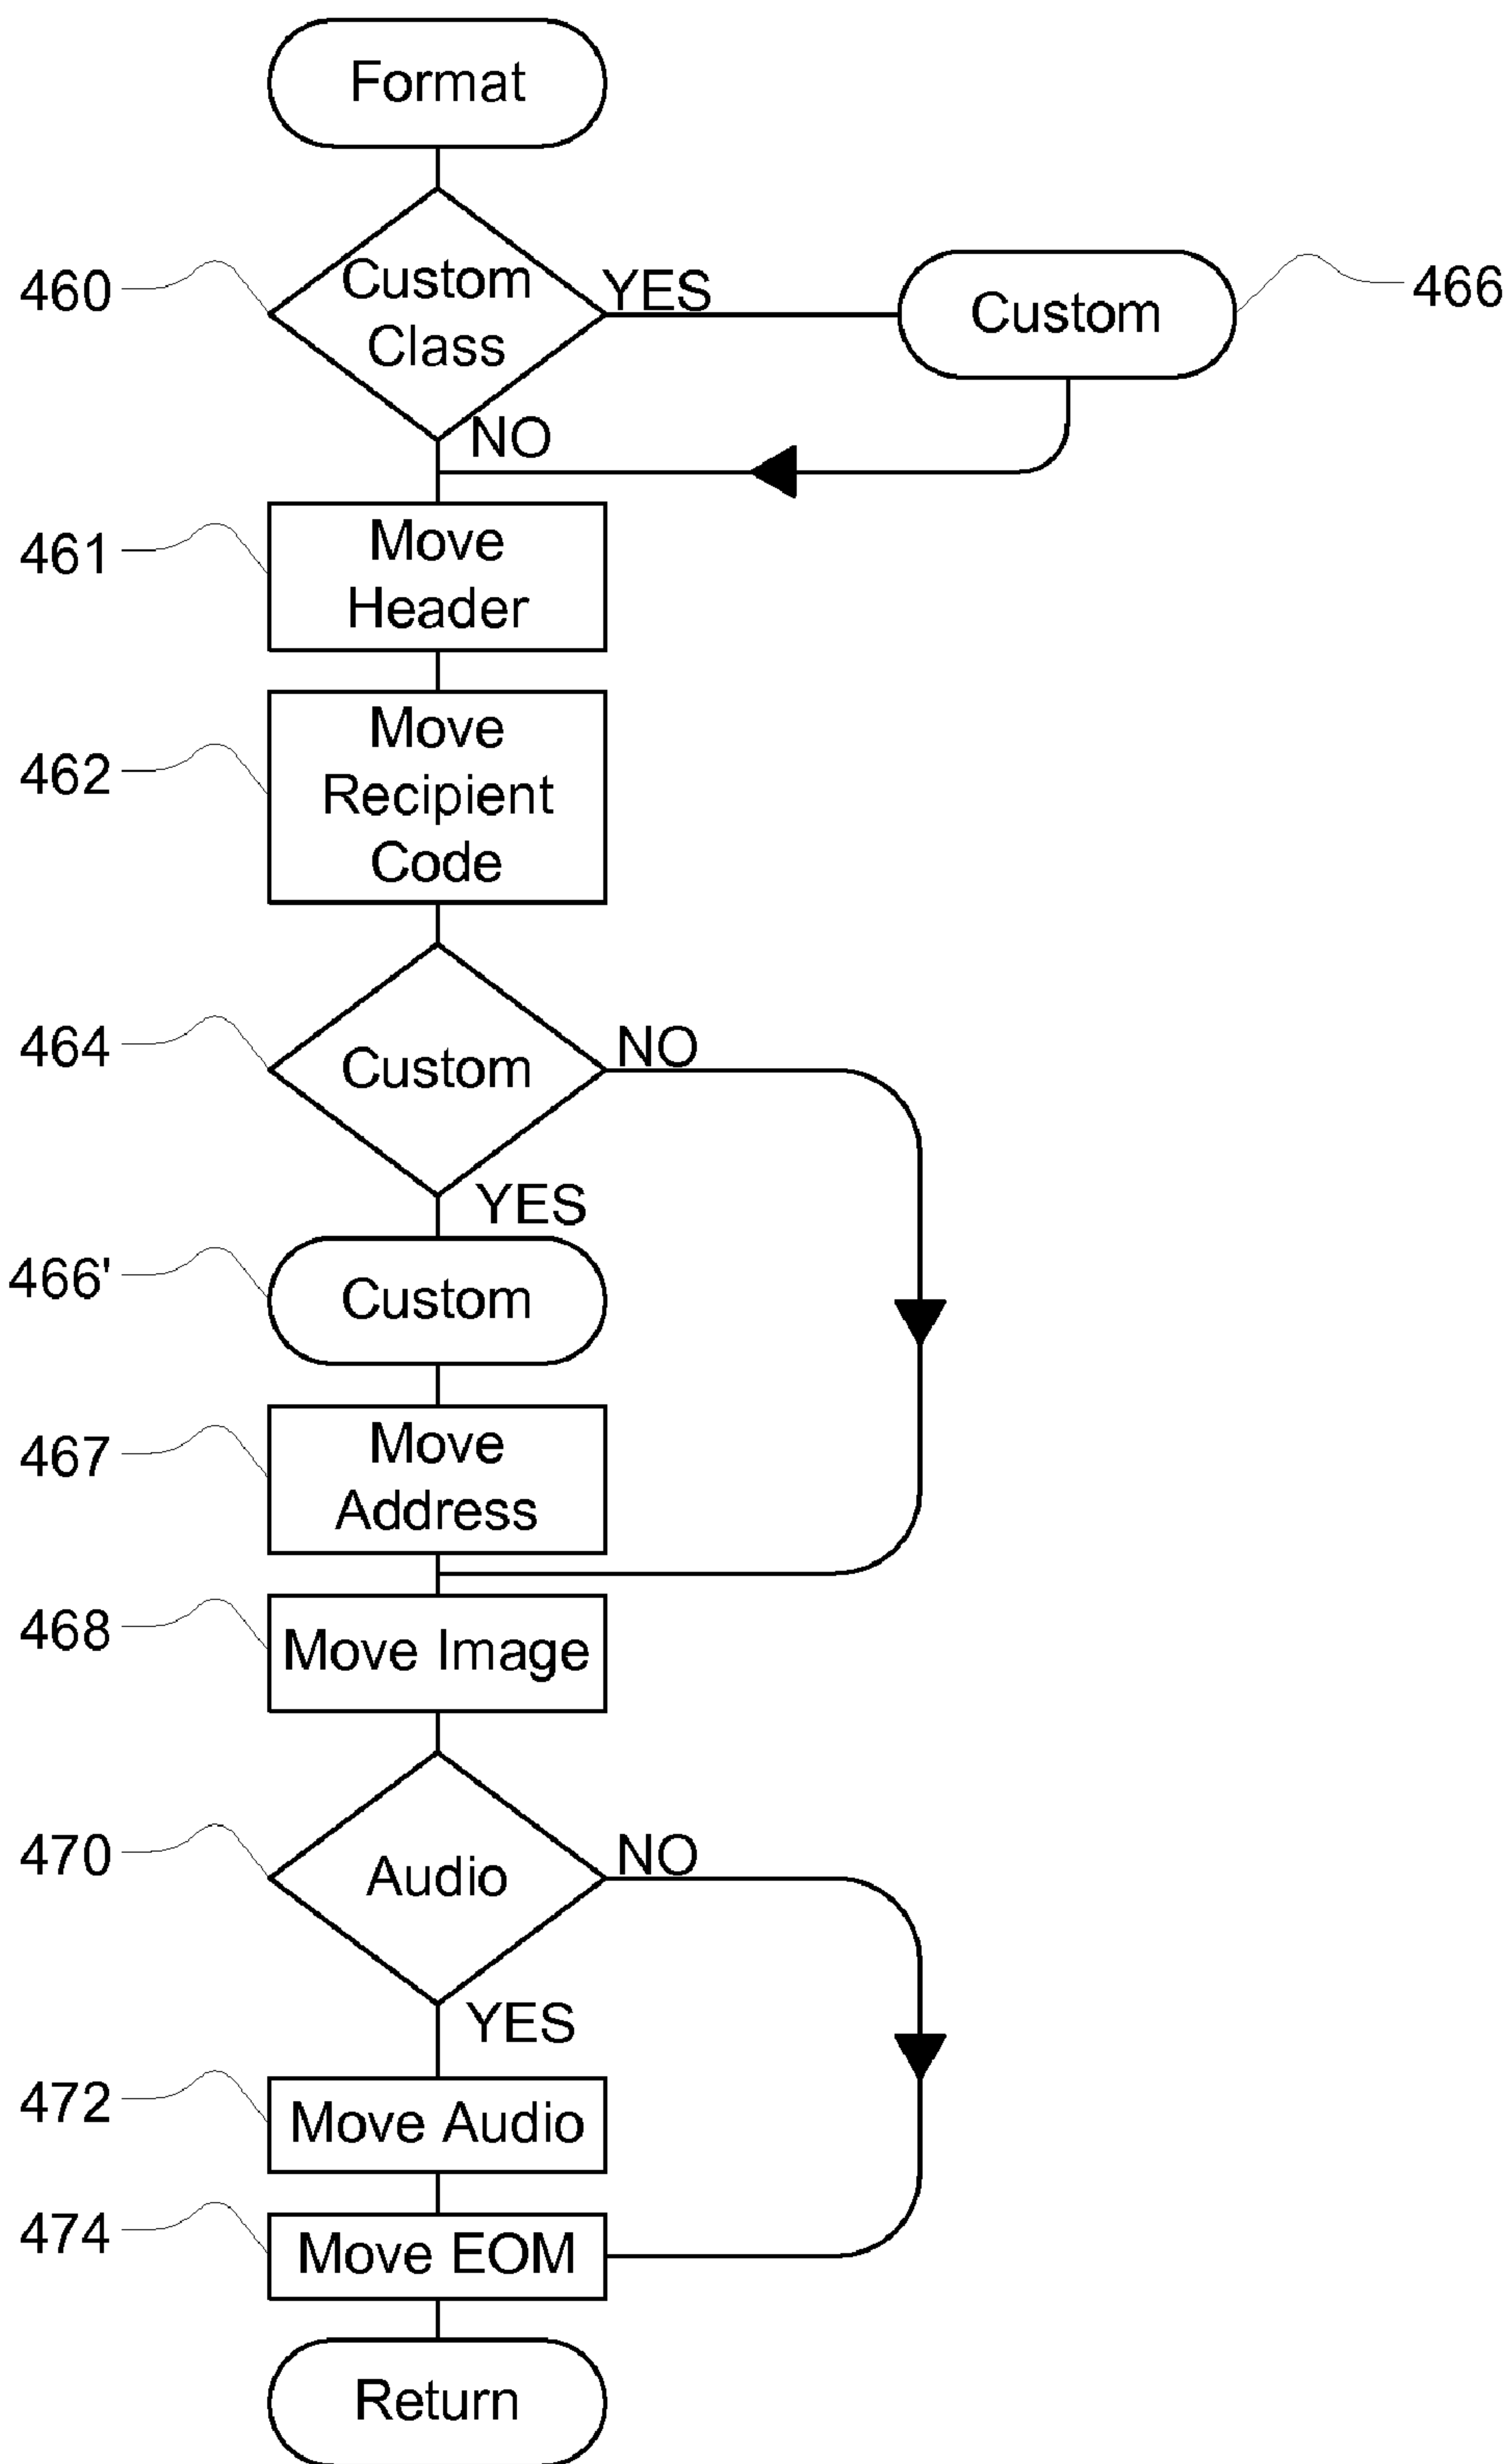 Format
460
Custom
Class
YES
Custom
466
NO
461
Move
Header
462
Move
Recipient
Code
464
Custom
NO
YES
466'
Custom
467
Move
Address
468
Move Image
470
Audio
NO
YES
472
Move Audio
474
Move EOM
Return